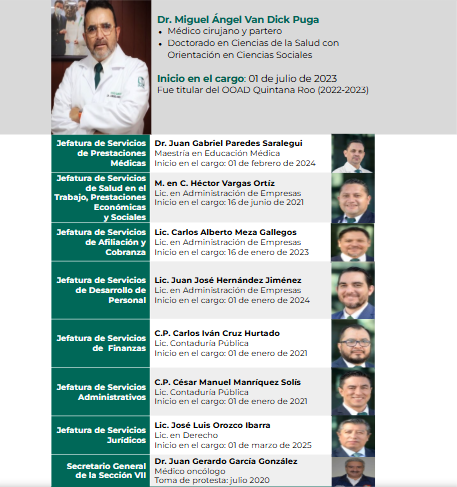 Dr. Miguel Ángel Van Dick Puga
• Médico cirujano y partero
• Doctorado en Ciencias de la Salud con
Orientación en Ciencias Sociales
Inicio en el cargo: 01 de julio de 2023
Fue titular del OOAD Quintana Roo (2022-2023)
Jefatura de Servicios
de Prestaciones
Médicas
Dr. Juan Gabriel Paredes Saralegui
Maestría en Educación Médica
Inicio en el cargo: 01 de febrero de 2024
Jefatura de Servicios
de Salud en el
Trabajo, Prestaciones
Económicas
y Sociales
M. en C. Héctor Vargas Ortíz
Lic. en Administración de Empresas
Inicio en el cargo: 16 de junio de 2021
Jefatura de Servicios
de Afiliación y
Cobranza
Lic. Carlos Alberto Meza Gallegos
Lic. en Administración de Empresas
Inicio en el cargo: 16 de enero de 2023
Jefatura de Servicios
de Desarrollo de
Personal
Lic. Juan José Hernández Jiménez
Lic. en Administración de Empresas
Inicio en el cargo: 01 de enero de 2024
Jefatura de Servicios
de Finanzas
C.P. Carlos Iván Cruz Hurtado
Lic. Contaduría Pública
Inicio en el cargo: 01 de enero de 2021
Jefatura de Servicios
Administrativos
C.P. César Manuel Manríquez Solís
Lic. Contaduría Pública
Inicio en el cargo: 01 de enero de 2021
Jefatura de Servicios
Jurídicos
Lic. José Luis Orozco Ibarra
Lic. en Derecho
Inicio en el cargo: 01 de marzo de 2025
Secretario General
de la Sección VII
Dr. Juan Gerardo García González
Médico oncólogo
Toma de protesta: julio 2020